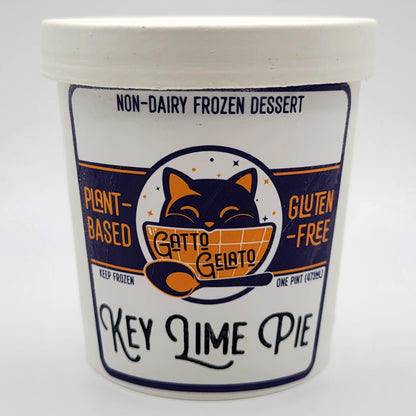 NON-DAIRY FROZEN DESSERT
PLANT-
BASED
GLUTEN
-FREE
GATTO
GELATO
KEEP FROZEN
ONE PINT (473ML)
KEY LIME PIE